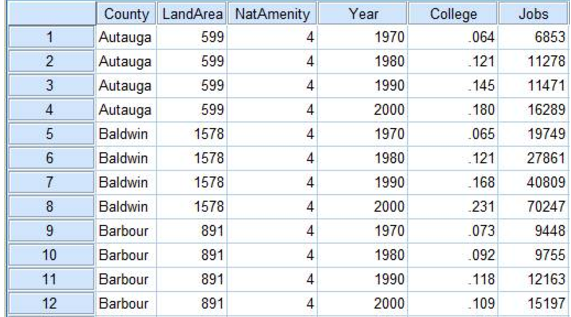 County LandArea NatAmenity Year College Jobs
1 Autauga 599 4 1970 .064 6853
2 Autauga 599 4 1980 .121 11278
3 Autauga 599 4 1990 .145 11471
4 Autauga 599 4 2000 .180 16289
5 Baldwin 1578 4 1970 .065 19749
6 Baldwin 1578 4 1980 .121 27861
7 Baldwin 1578 4 1990 .168 40809
8 Baldwin 1578 4 2000 .231 70247
9 Barbour 891 4 1970 .073 9448
10 Barbour 891 4 1980 .092 9755
11 Barbour 891 4 1990 .118 12163
12 Barbour 891 4 2000 .109 15197